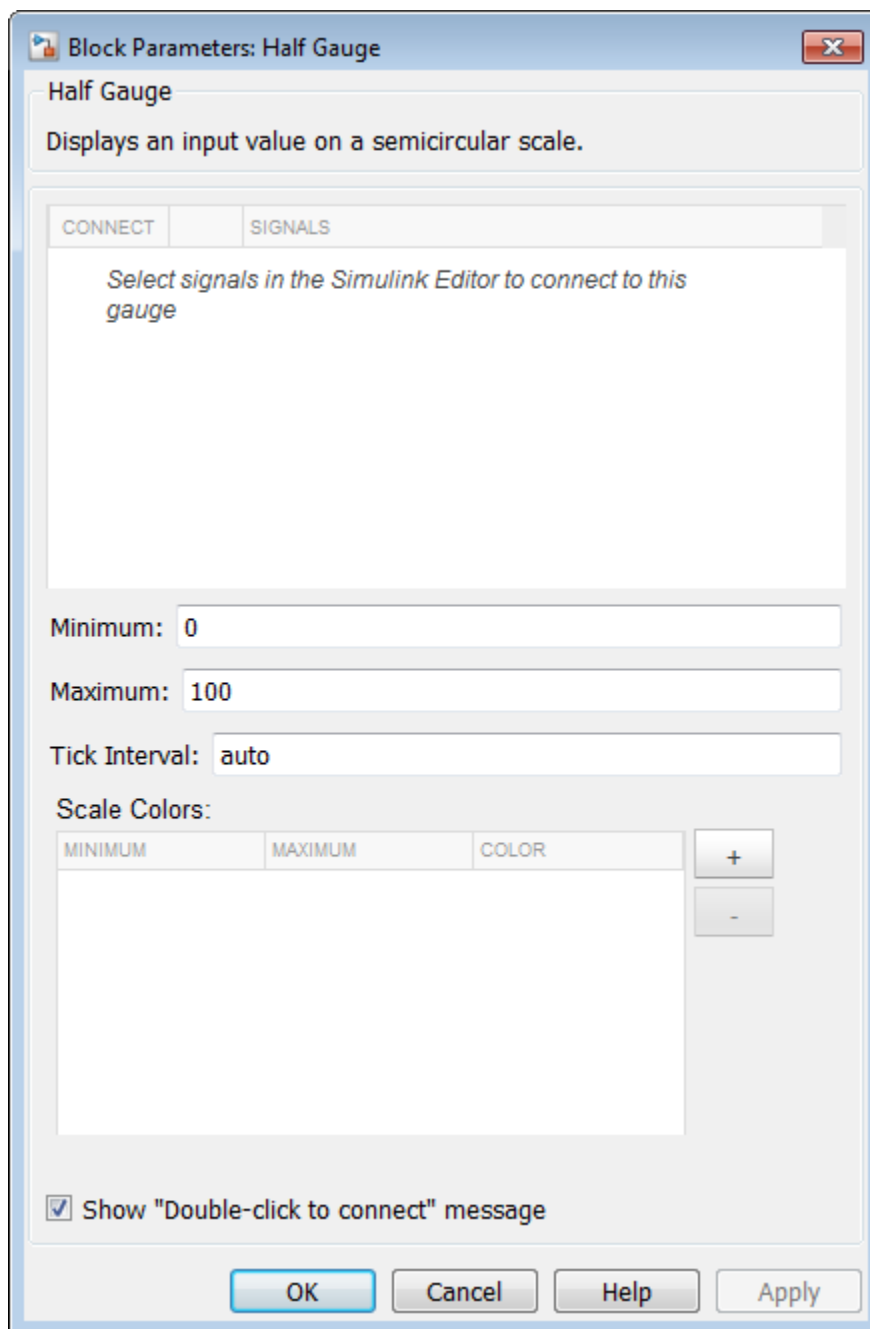 Block Parameters: Half Gauge
Half Gauge
Displays an input value on a semicircular scale.
CONNECT SIGNALS
Select signals in the Simulink Editor to connect to this
gauge
Minimum: 0
Maximum: 100
Tick Interval: auto
Scale Colors:
MINIMUM MAXIMUM COLOR
+
-
Show "Double-click to connect" message
OK Cancel Help Apply